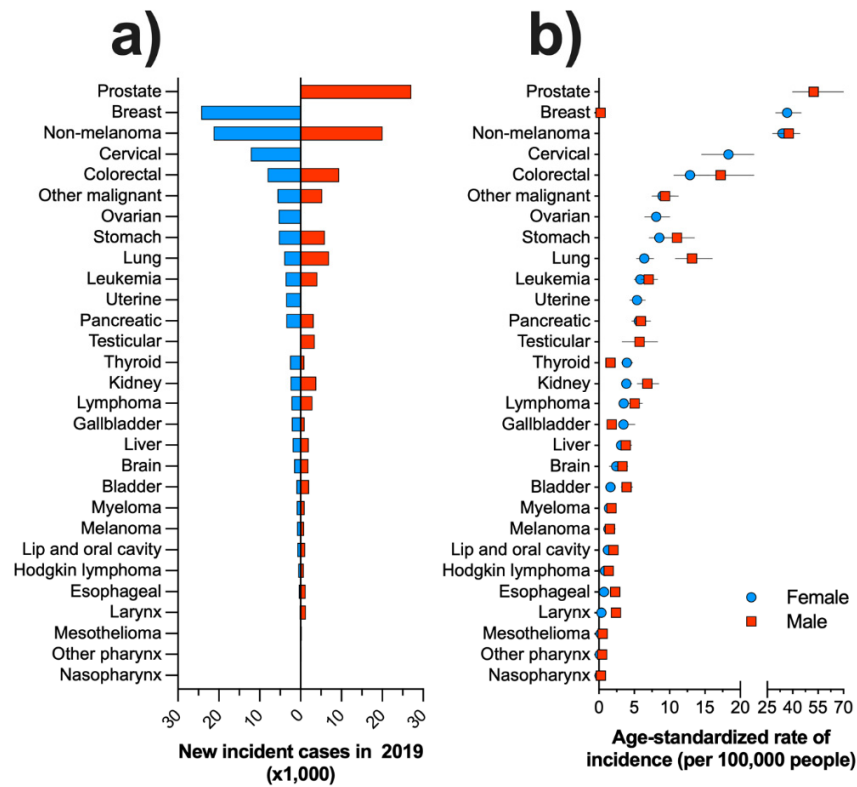 a)
Prostate
Breast
Non-melanoma
Cervical
Colorectal
Other malignant
Ovarian
Stomach
Lung
Leukemia
Uterine
Pancreatic
Testicular
Thyroid
Kidney
Lymphoma
Gallbladder
Liver
Brain
Bladder
Myeloma
Melanoma
Lip and oral cavity
Hodgkin lymphoma
Esophageal
Larynx
Mesothelioma
Other pharynx
Nasopharynx
30 20 10 0 10 20 30
New incident cases in 2019
(x1,000)
b)
Prostate
Breast
Non-melanoma
Cervical
Colorectal
Other malignant
Ovarian
Stomach
Lung
Leukemia
Uterine
Pancreatic
Testicular
Thyroid
Kidney
Lymphoma
Gallbladder
Liver
Brain
Bladder
Myeloma
Melanoma
Lip and oral cavity
Hodgkin lymphoma
Esophageal
Larynx
Mesothelioma
Other pharynx
Nasopharynx
Female
Male
0 5 10 15 20 25 40 55 70
Age-standardized rate of
incidence (per 100,000 people)